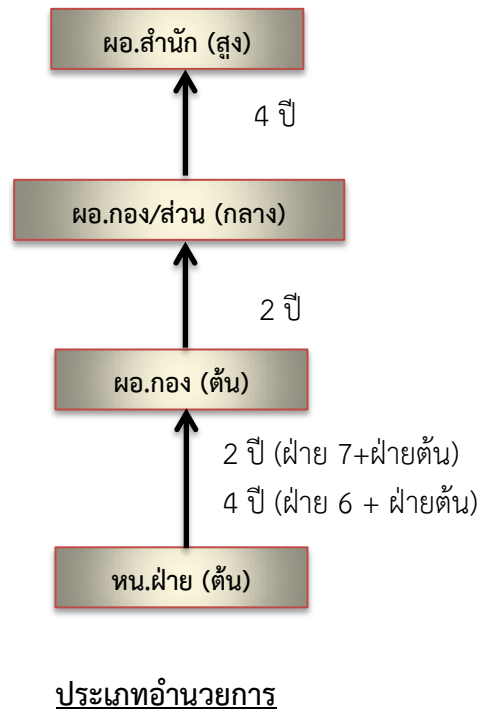 ผอ.สำนัก (สูง)
4 ปี
ผอ.กอง/ส่วน (กลาง)
2 ปี
ผอ.กอง (ต้น)
2 ปี (ฝ่าย 7+ฝ่ายต้น)
4 ปี (ฝ่าย 6 + ฝ่ายต้น)
หน.ฝ่าย (ต้น)
ประเภทอำนวยการ